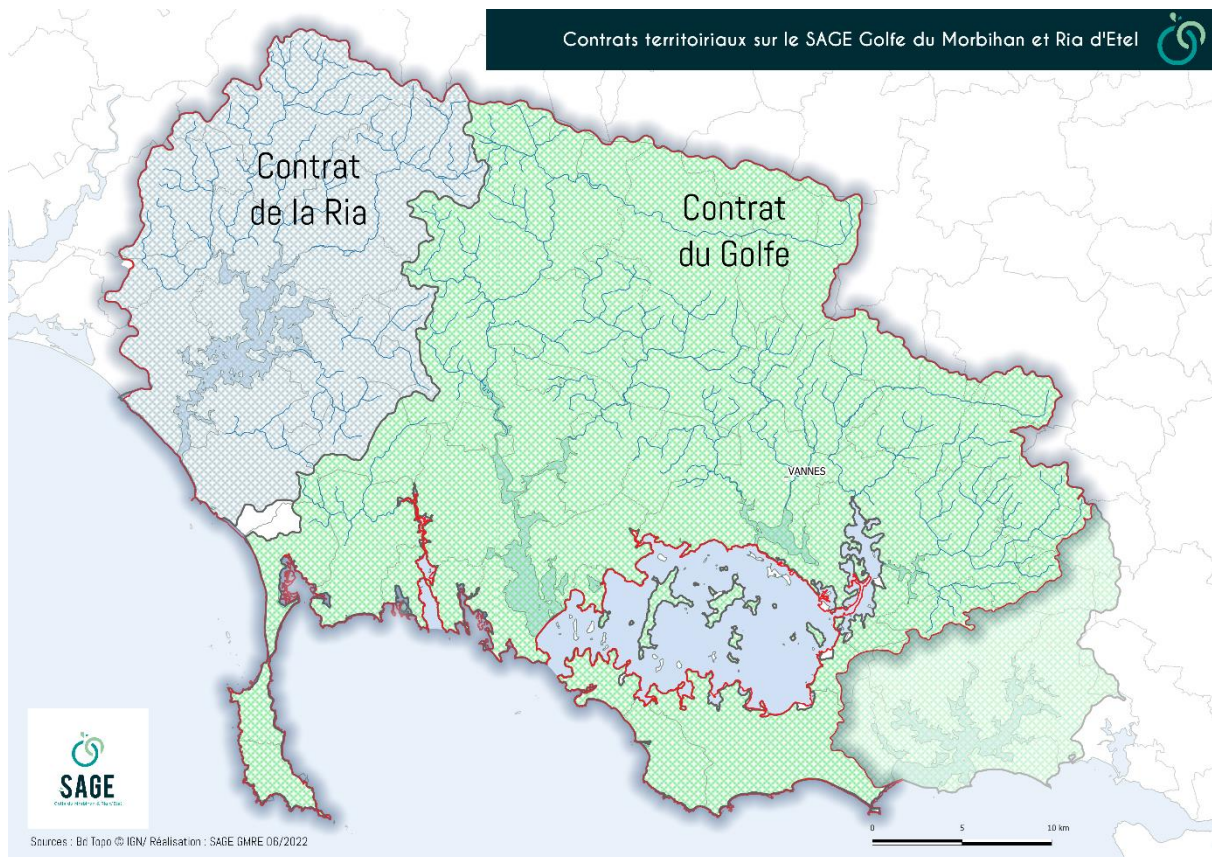 Contrats territoiriaux sur le SAGE Golfe du Morbihan et Ria d'Etel
Contrat
de la Ria
Contrat
du Golfe
VANNES
SAGE
0 5 10 km
Sources : Bd Topo © IGN/ Réalisation : SAGE GMRE 06/2022